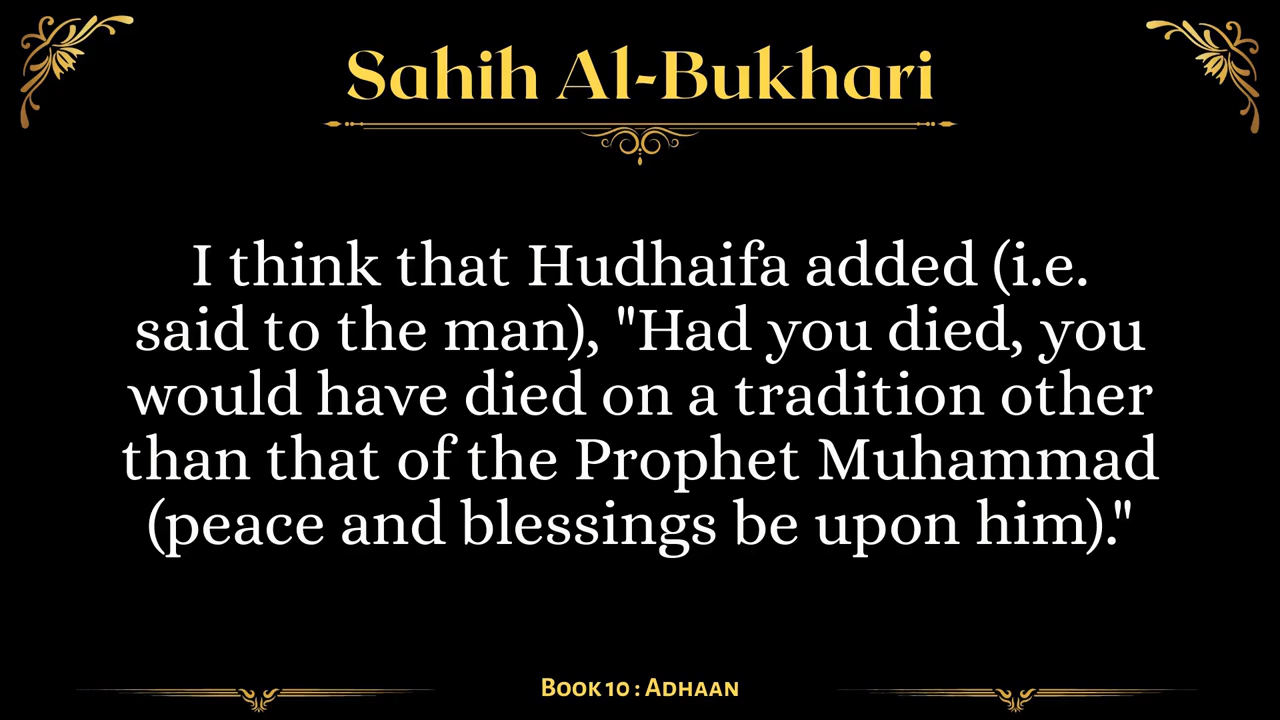 Sahih Al-Bukhari
I think that Hudhaifa added (i.e.
said to the man), "Had you died, you
would have died on a tradition other
than that of the Prophet Muhammad
(peace and blessings be upon him)."
Book 10 : Adhaan